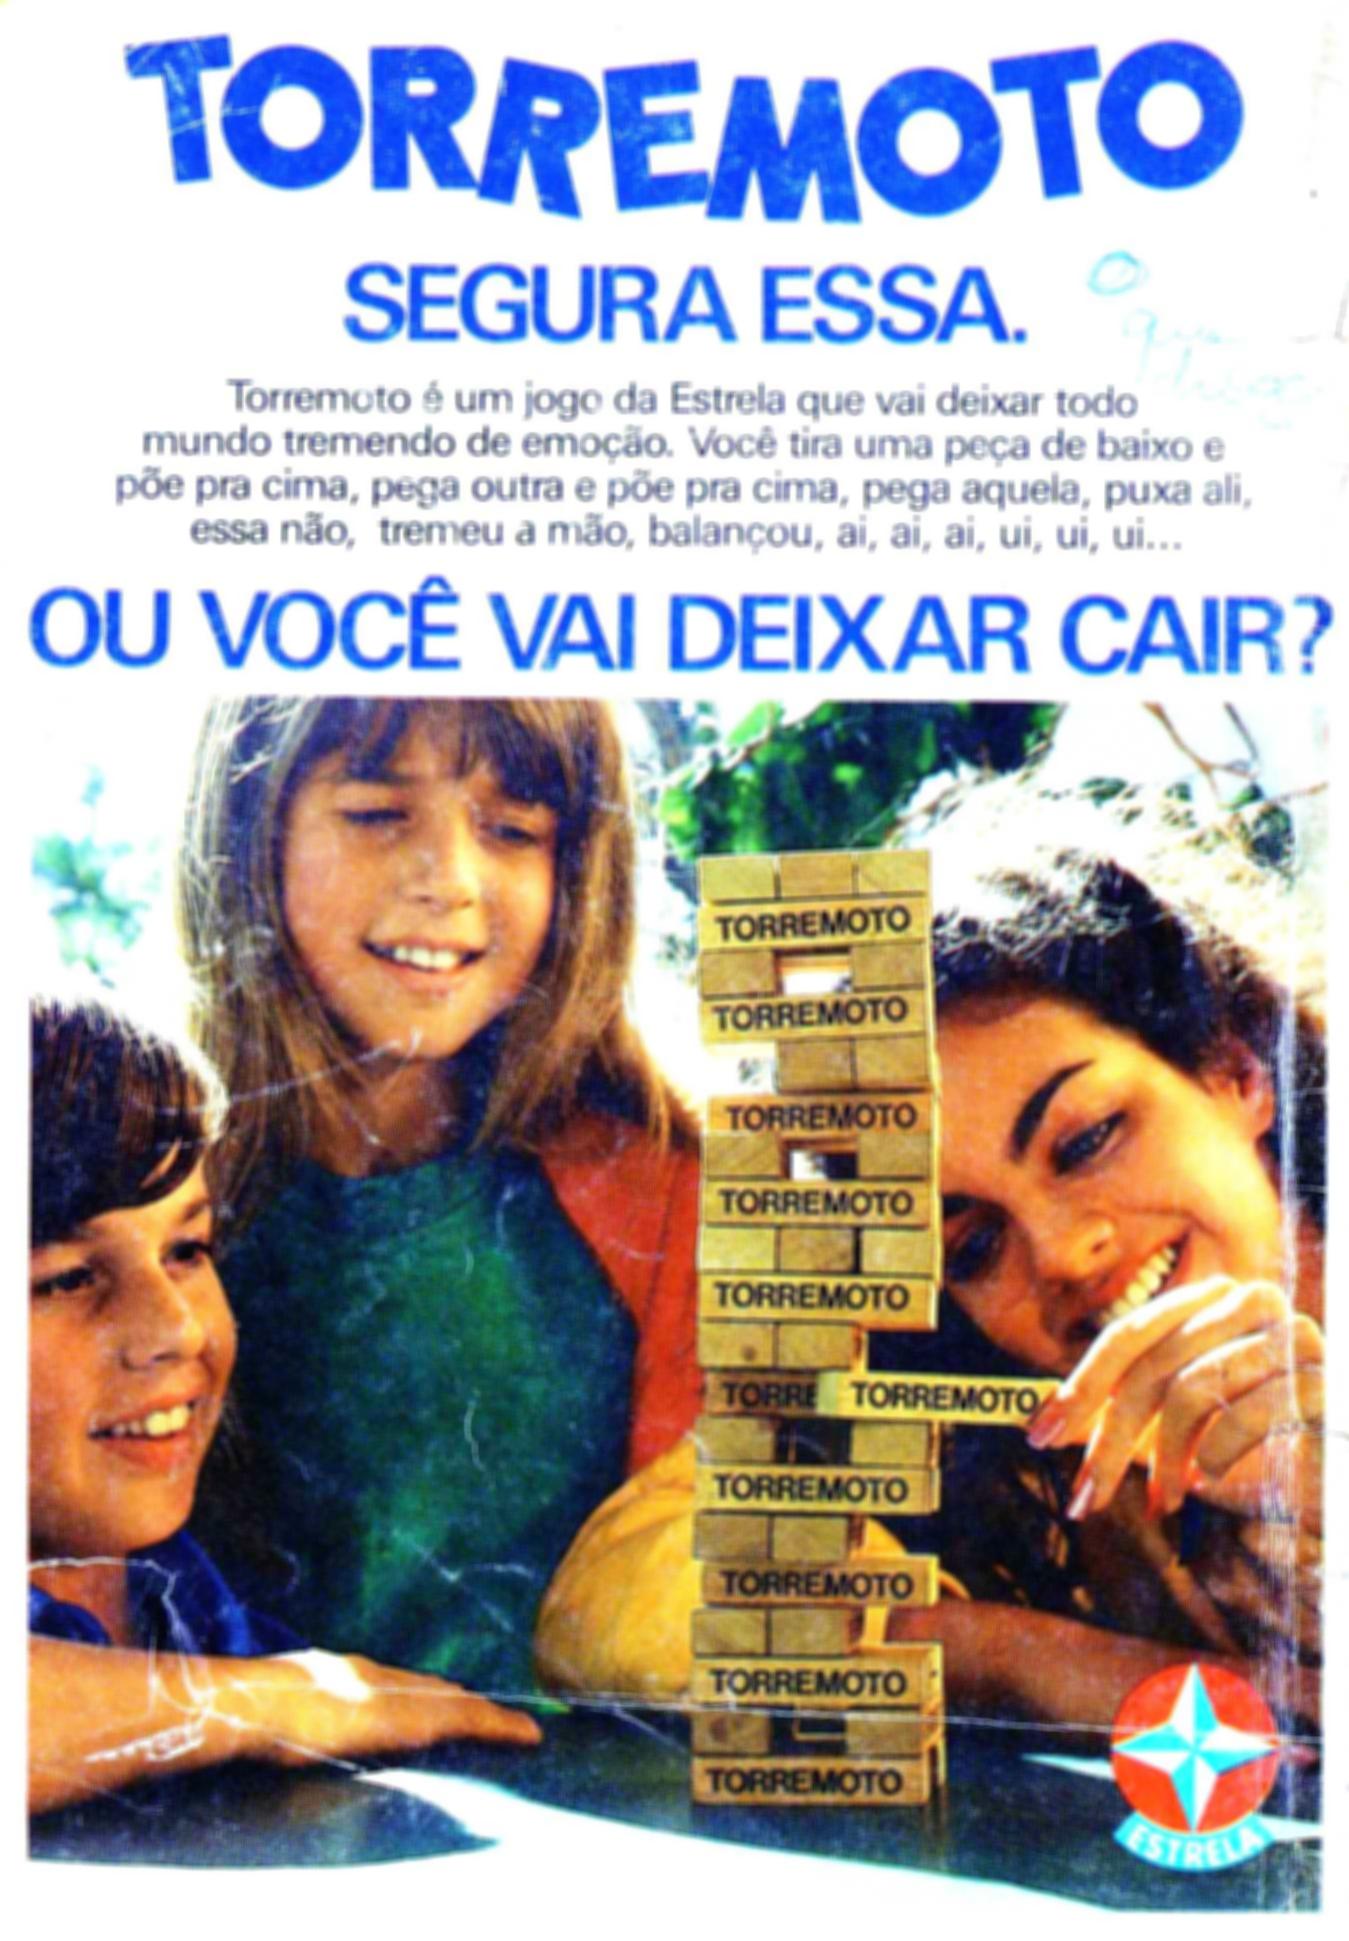 TORREMOTO
SEGURA ESSA.
Torremoto é um jogo da Estrela que vai deixar todo
mundo tremendo de emoção. Você tira uma peça de baixo e
põe pra cima, pega outra e põe pra cima, pega aquela, puxa ali,
essa não, tremeu a mão, balançou, ai, ai, ai, ui, ui, ui...
OU VOCÊ VAI DEIXAR CAIR?
TORREMOTO
TORREMOTO
TORREMOTO
TORREMOTO
TORREMOTO
TORRE TORREMOTO
TORREMOTO
TORREMOTO
TORREMOTO
TORREMOTO
ESTRELA